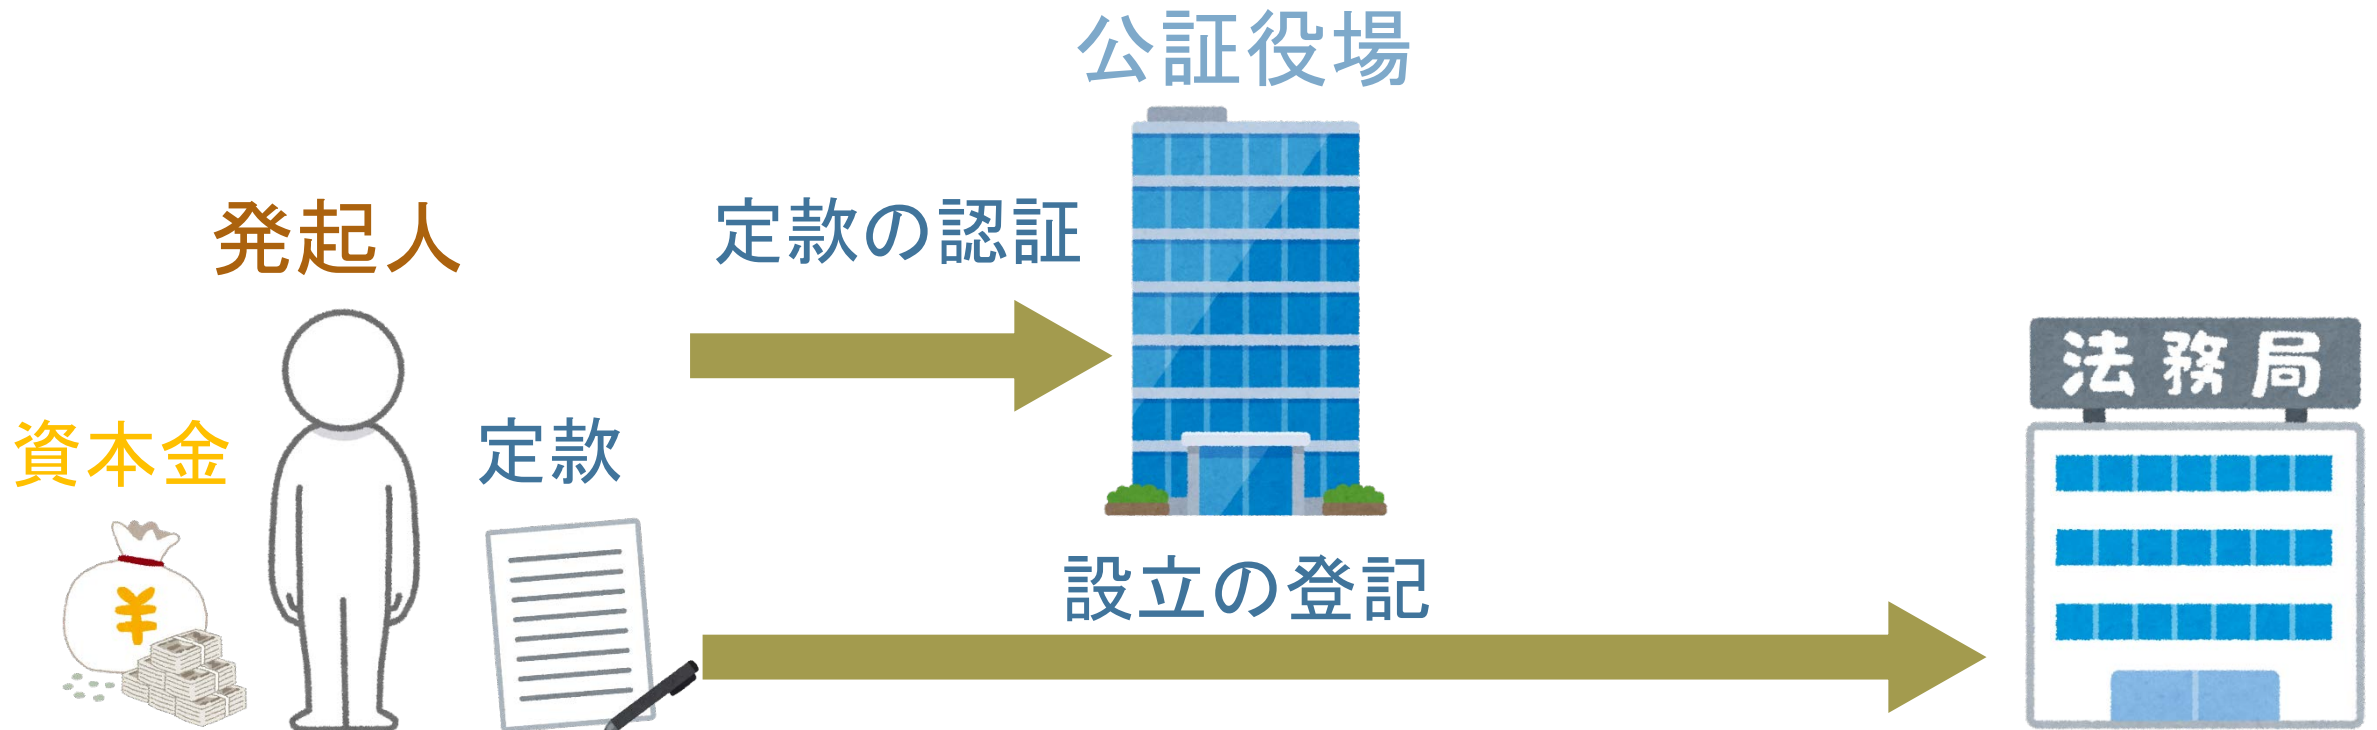 公証役場
発起人
定款の認証
法務局
資本金
定款
¥
設立の登記